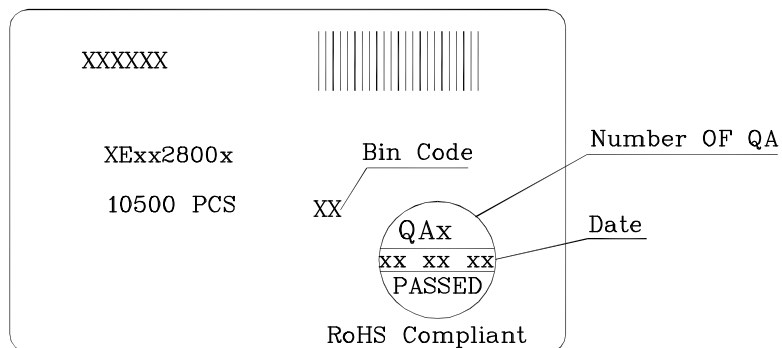 XXXXXX
XExx2800x
Bin Code
Number OF QA
10500 PCS
XX
QAx
Date
xx xx xx
PASSED
RoHS Compliant